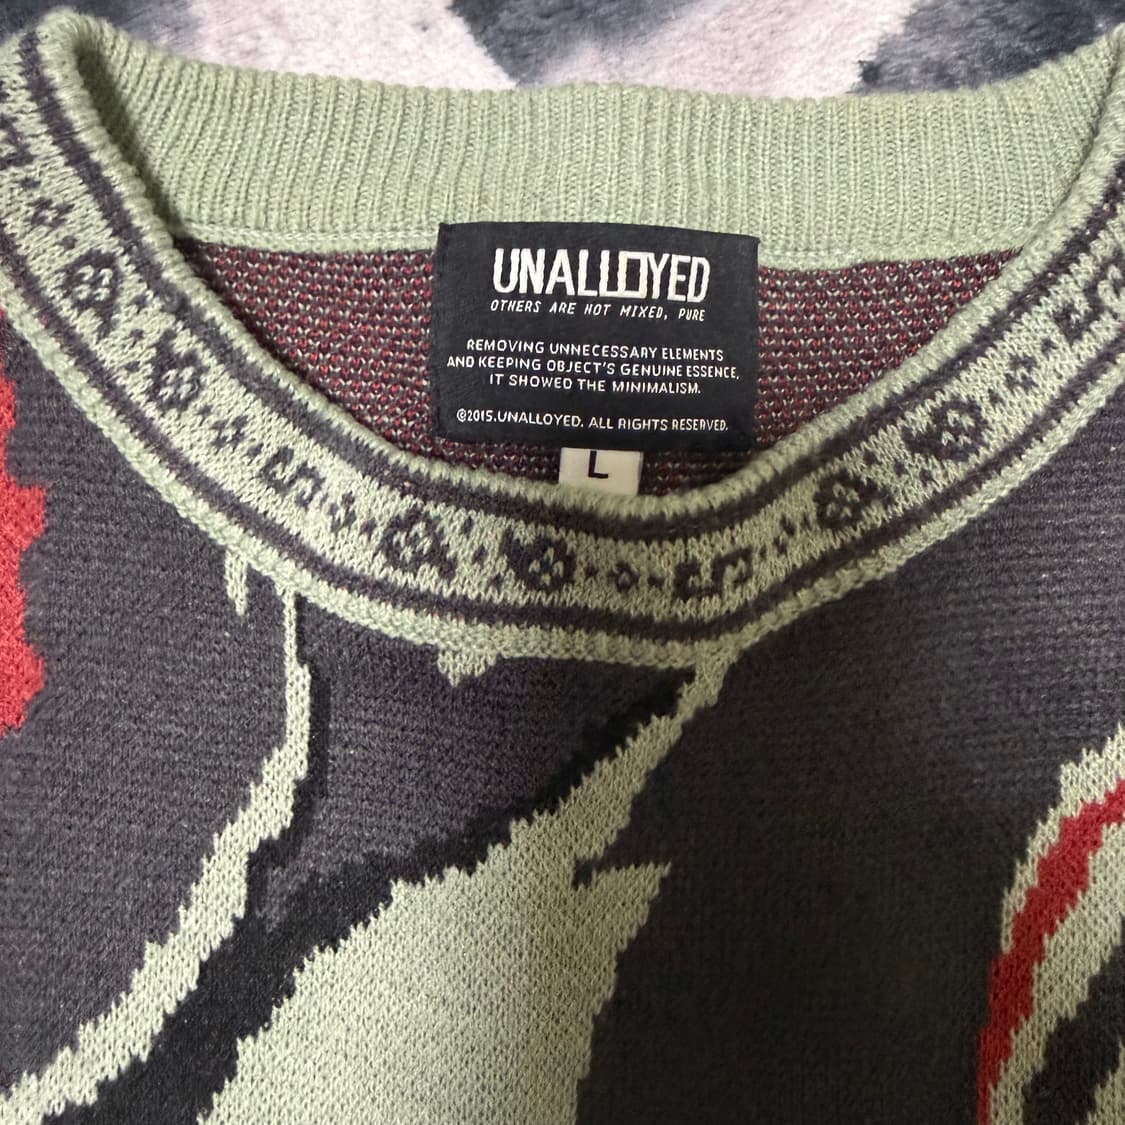 UNALLOYED
OTHERS ARE NOT MIXED, PURE
REMOVING UNNECESSARY ELEMENTS
AND KEEPING OBJECT'S GENUINE ESSENCE,
IT SHOWED THE MINIMALISM.
©2015.UNALLOYED. ALL RIGHTS RESERVED.
L